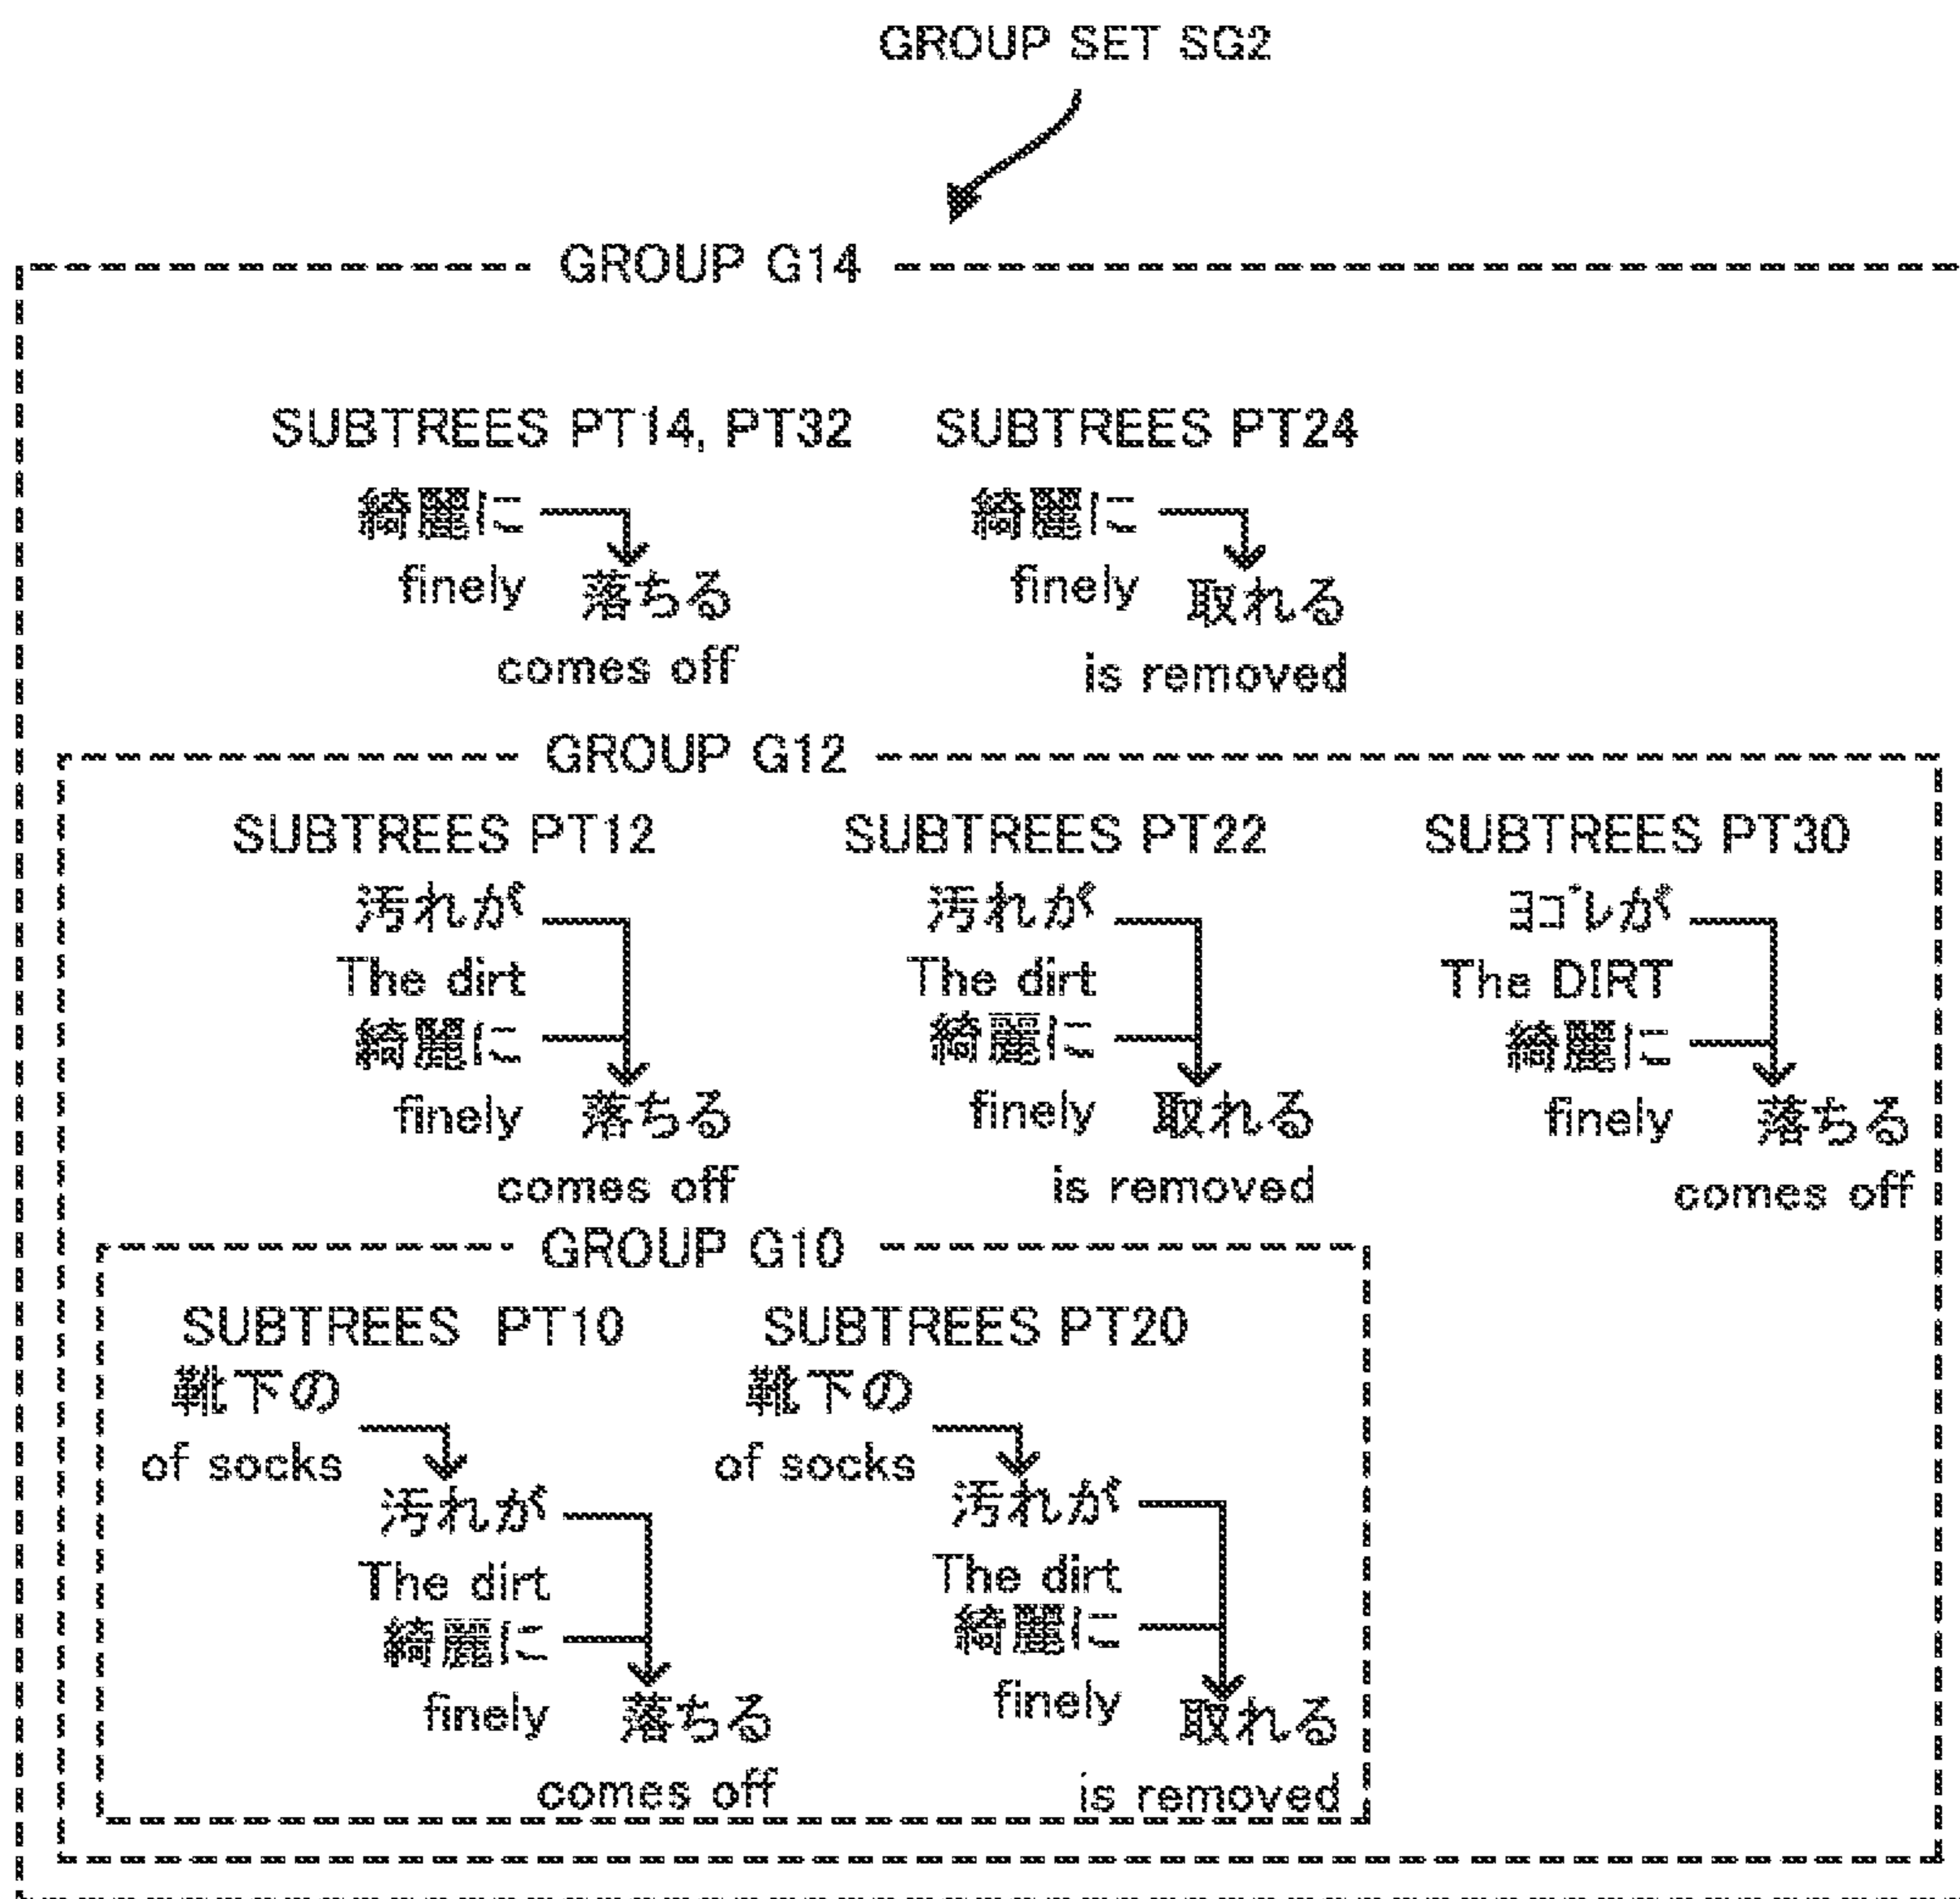 GROUP SET SG2
GROUP G14
SUBTREES PT14, PT32 SUBTREES PT24
綺麗に 綺麗に
finely 落ちる finely 取れる
comes off is removed
GROUP G12
SUBTREES PT12 SUBTREES PT22 SUBTREES PT30
汚れが 汚れが ヨゴレが
The dirt The dirt The DIRT
綺麗に 綺麗に 綺麗に
finely 落ちる finely 取れる finely 落ちる
comes off is removed comes off
GROUP G10
SUBTREES PT10 SUBTREES PT20
靴下の 靴下の
of socks of socks
汚れが 汚れが
The dirt The dirt
綺麗に 綺麗に
finely 落ちる finely 取れる
comes off is removed